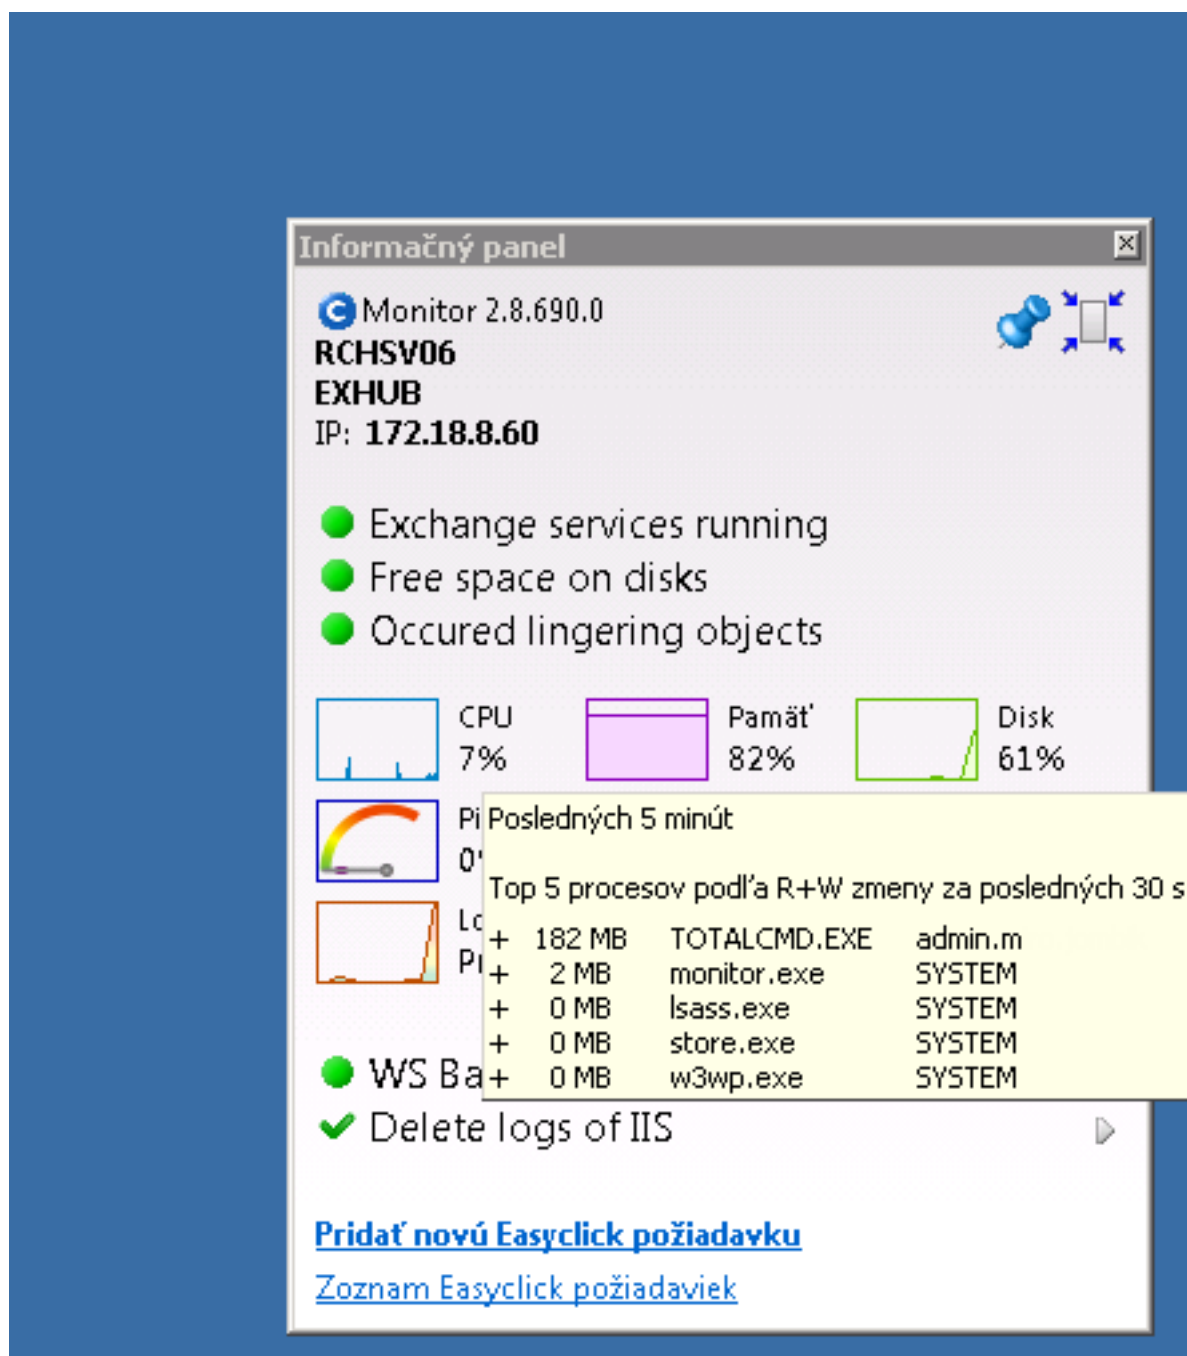 Informačný panel
Monitor 2.8.690.0
RCHSV06
EXHUB
IP: 172.18.8.60
Exchange services running
Free space on disks
Occured lingering objects
CPU
7%
Pamäť
82%
Disk
61%
Posledných 5 minút
Top 5 procesov podľa R+W zmeny za posledných 30 s
+ 182 MB TOTALCMD.EXE admin.m
+ 2 MB monitor.exe SYSTEM
+ 0 MB lsass.exe SYSTEM
+ 0 MB store.exe SYSTEM
+ 0 MB w3wp.exe SYSTEM
WS
Delete logs of IIS
Pridať novú Easyclick požiadavku
Zoznam Easyclick požiadaviek